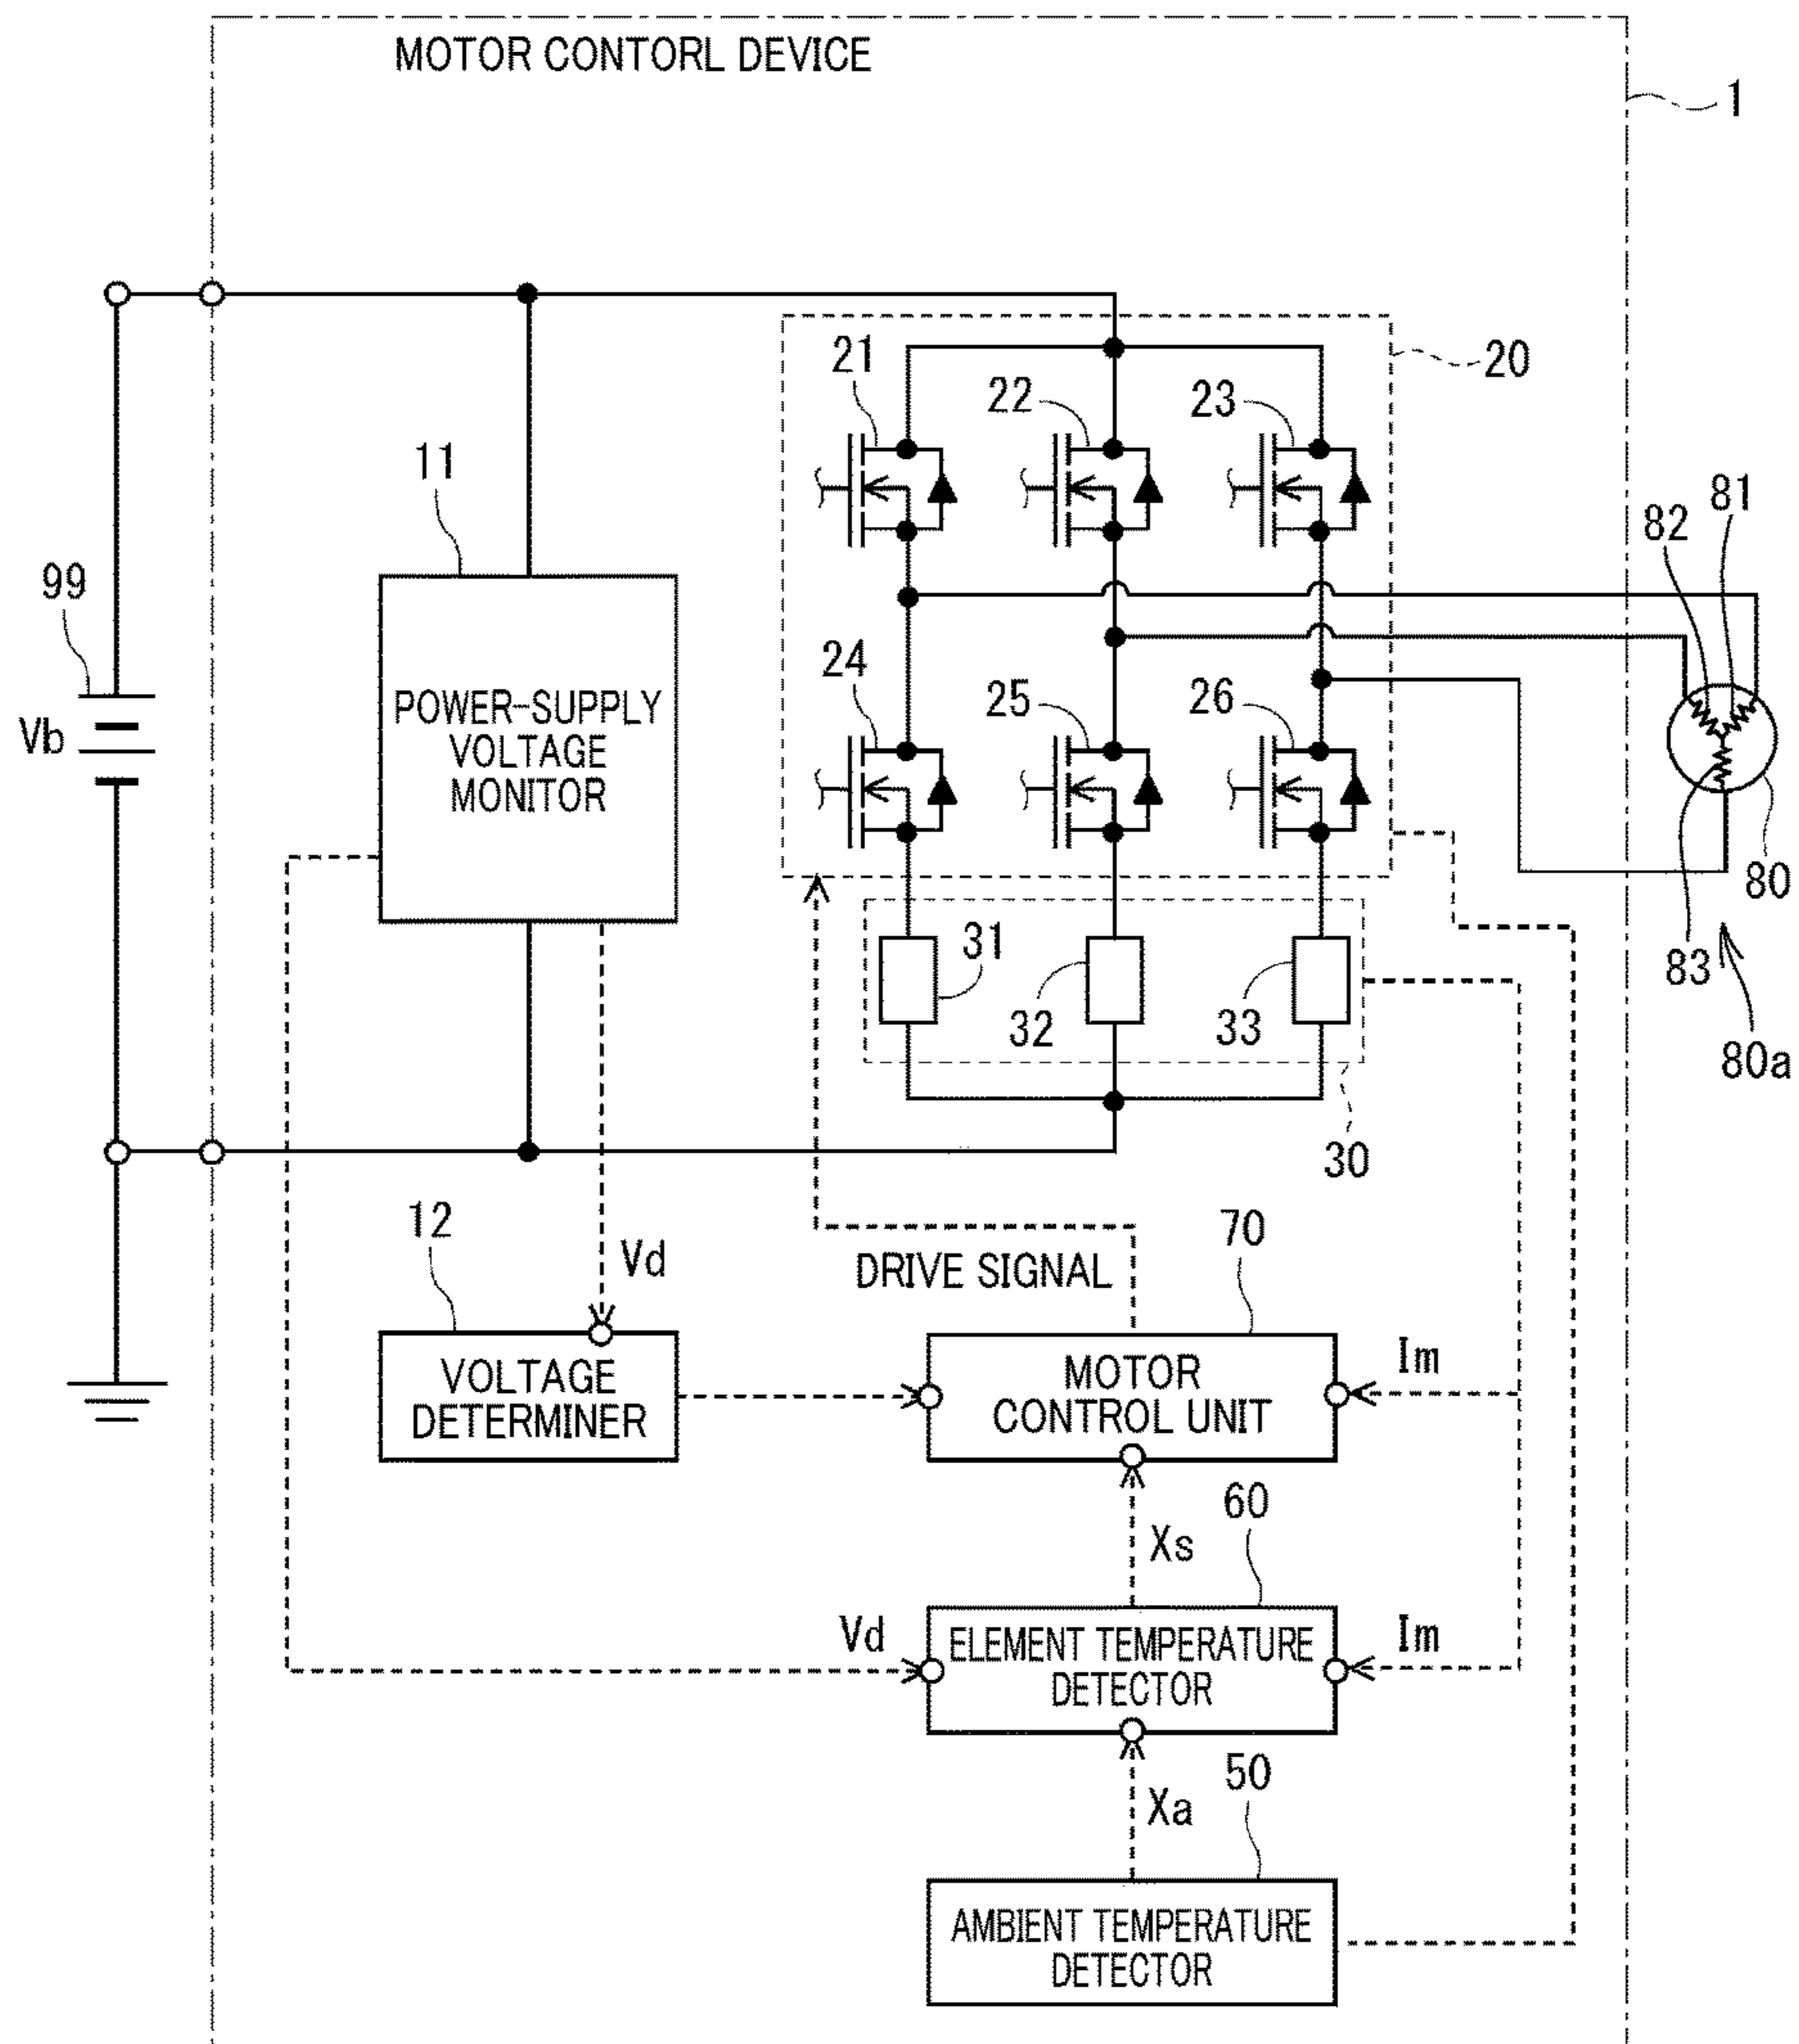 MOTOR CONTORL DEVICE
1
21
22
23
20
11
82
81
99
Vb
POWER-SUPPLY
VOLTAGE
MONITOR
24
25
26
80
31
32
33
83
80a
30
12
Vd
DRIVE SIGNAL
70
VOLTAGE
DETERMINER
MOTOR
CONTROL UNIT
Im
60
Xs
Vd
ELEMENT TEMPERATURE
DETECTOR
Im
50
Xa
AMBIENT TEMPERATURE
DETECTOR